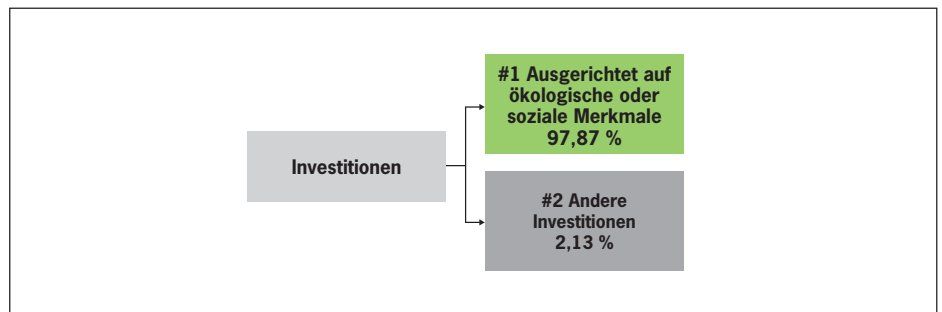 #1 Ausgerichtet auf
ökologische oder
soziale Merkmale
97,87 %
Investitionen
#2 Andere
Investitionen
2,13 %